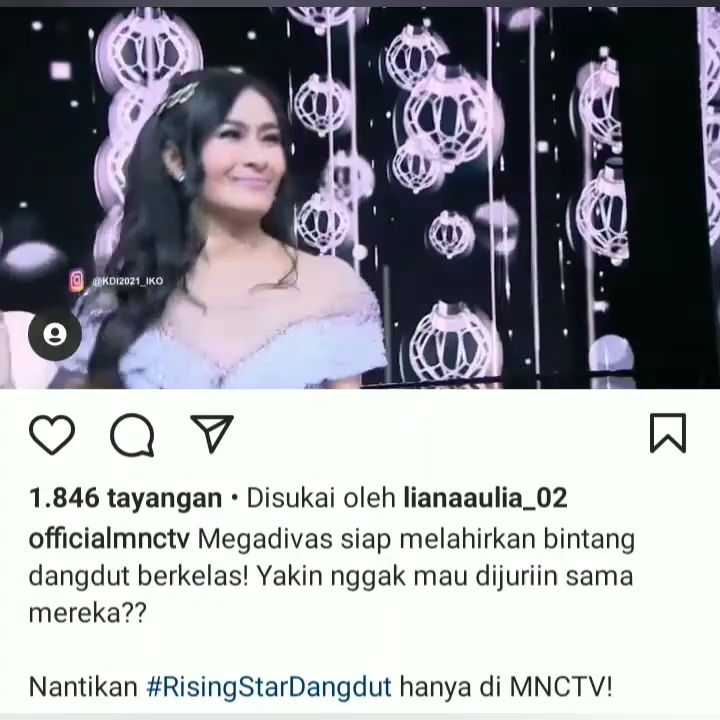 @KDI2021_IKO
1.846 tayangan • Disukai oleh lianaaulia_02
officialmnctv Megadivas siap melahirkan bintang
dangdut berkelas! Yakin nggak mau dijuriin sama
mereka??
Nantikan #RisingStarDangdut hanya di MNCTV!